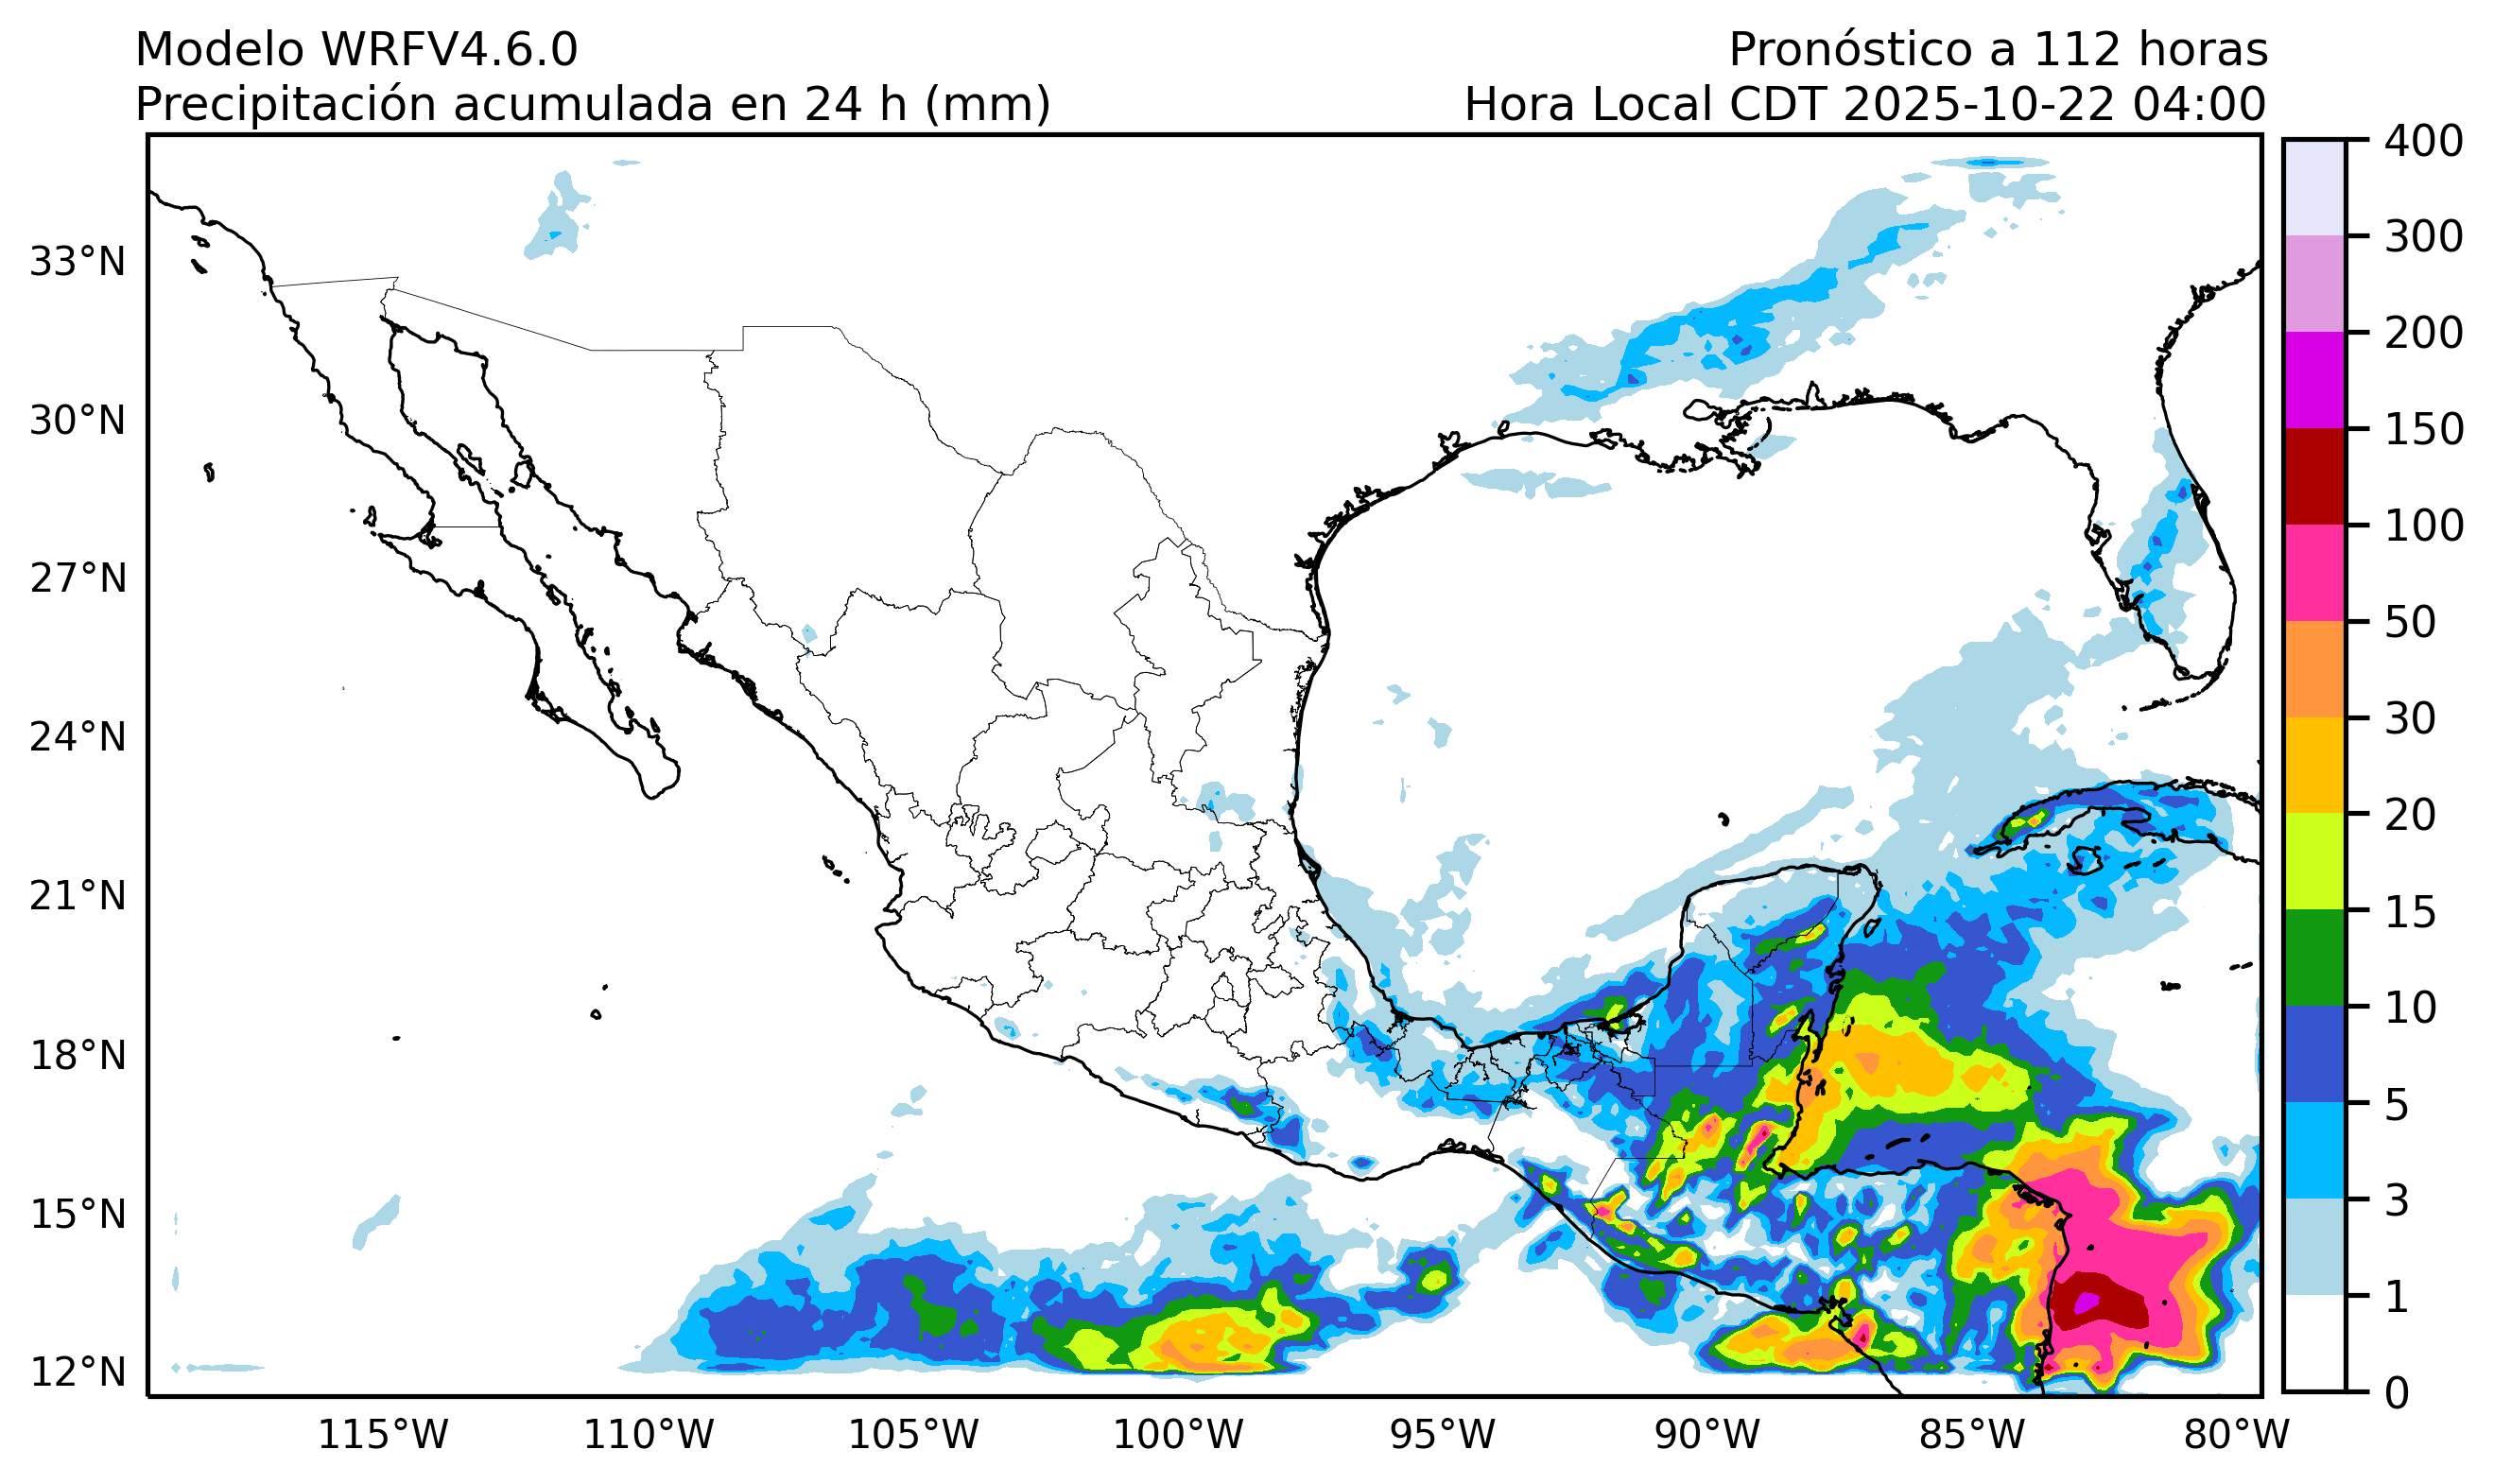 Modelo WRFV4.6.0
Pronóstico a 112 horas
Precipitación acumulada en 24 h (mm)
Hora Local CDT 2025-10-22 04:00
400
300
200
150
100
50
30
20
15
10
5
3
1
0
33°N
30°N
27°N
24°N
21°N
18°N
15°N
12°N
115°W
110°W
105°W
100°W
95°W
90°W
85°W
80°W